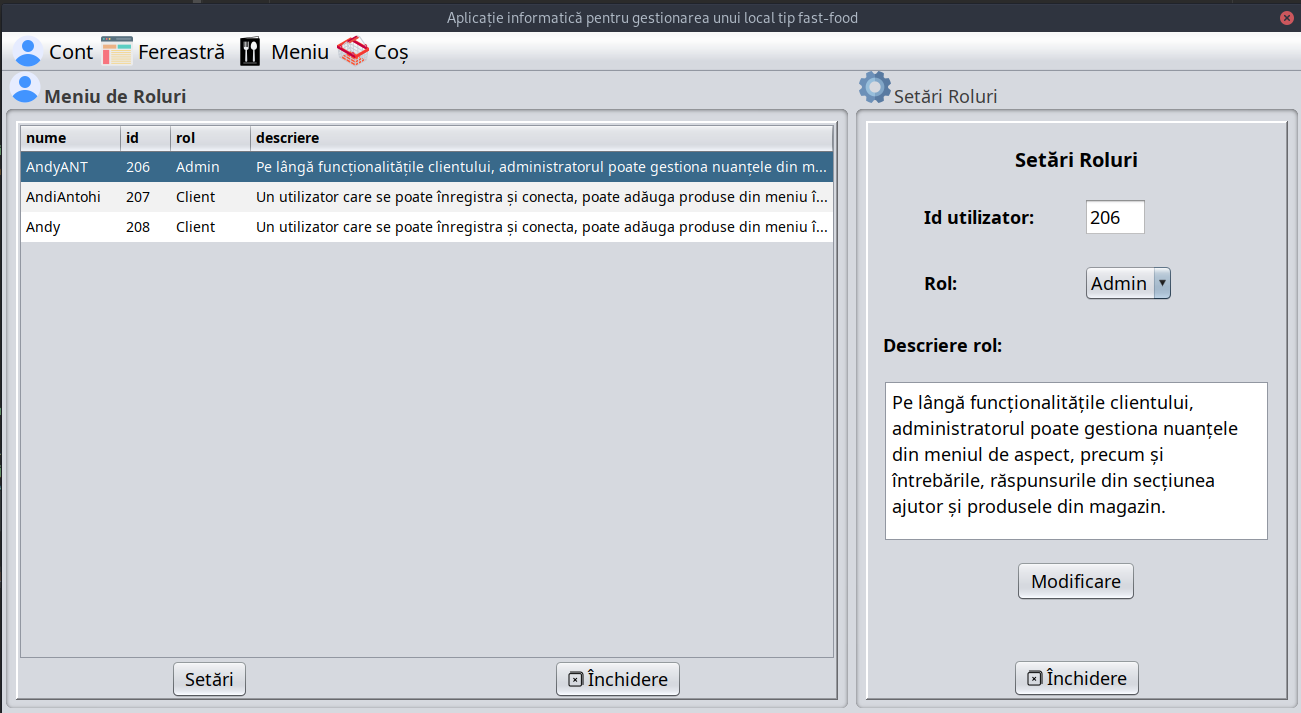 Aplicație informatică pentru gestionarea unui local tip fast-food
Cont Fereastră Meniu Coș
Meniu de Roluri
nume id rol descriere
AndyANT 206 Admin Pe lângă funcționalitățile clientului, administratorul poate gestiona nuanțele din m...
AndiAntohi 207 Client Un utilizator care se poate înregistra și conecta, poate adăuga produse din meniu î...
Andy 208 Client Un utilizator care se poate înregistra și conecta, poate adăuga produse din meniu î...
Setări Închidere
Setări Roluri
Setări Roluri
Id utilizator: 206
Rol: Admin
Descriere rol:
Pe lângă funcționalitățile clientului,
administratorul poate gestiona nuanțele
din meniul de aspect, precum și
întrebările, răspunsurile din secțiunea
ajutor și produsele din magazin.
Modificare
Închidere